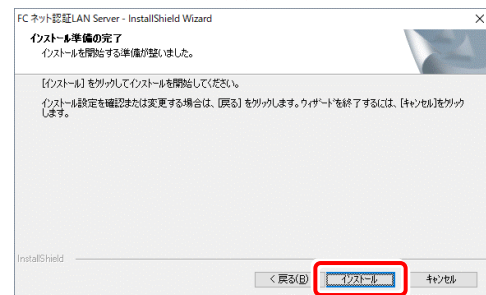 FC ネット認証LAN Server - InstallShield Wizard
インストール準備の完了
インストールを開始する準備が整いました。
[インストール] をクリックしてインストールを開始してください。
インストール設定を確認または変更する場合は、[戻る] をクリックします。ウィザードを終了するには、[キャンセル]をクリック
します。
InstallShield
< 戻る(B)
インストール
キャンセル